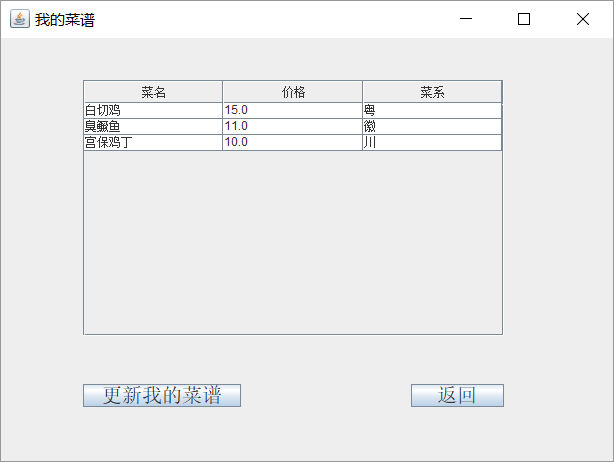 我的菜谱
菜名 价格 菜系
白切鸡 15.0 粤
臭鳜鱼 11.0 徽
宫保鸡丁 10.0 川
更新我的菜谱 返回